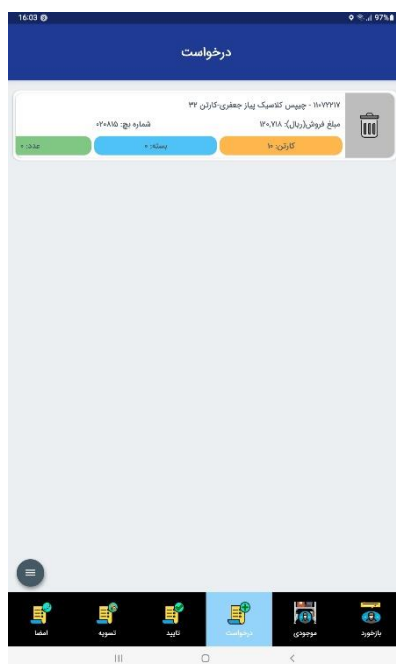 16:03 97%
درخواست
۱۱۰۷۲۲۱۷ - چیپس کلاسیک پیاز جعفری-کارتن ۳۲
مبلغ فروش(ریال): ۱۲۰,۷۱۸ شماره بچ: ۰۲۰۸۱۵
کارتن: ۱۰ بسته: ۰ عدد: ۰
بازخورد موجودی درخواست تایید تسویه امضا